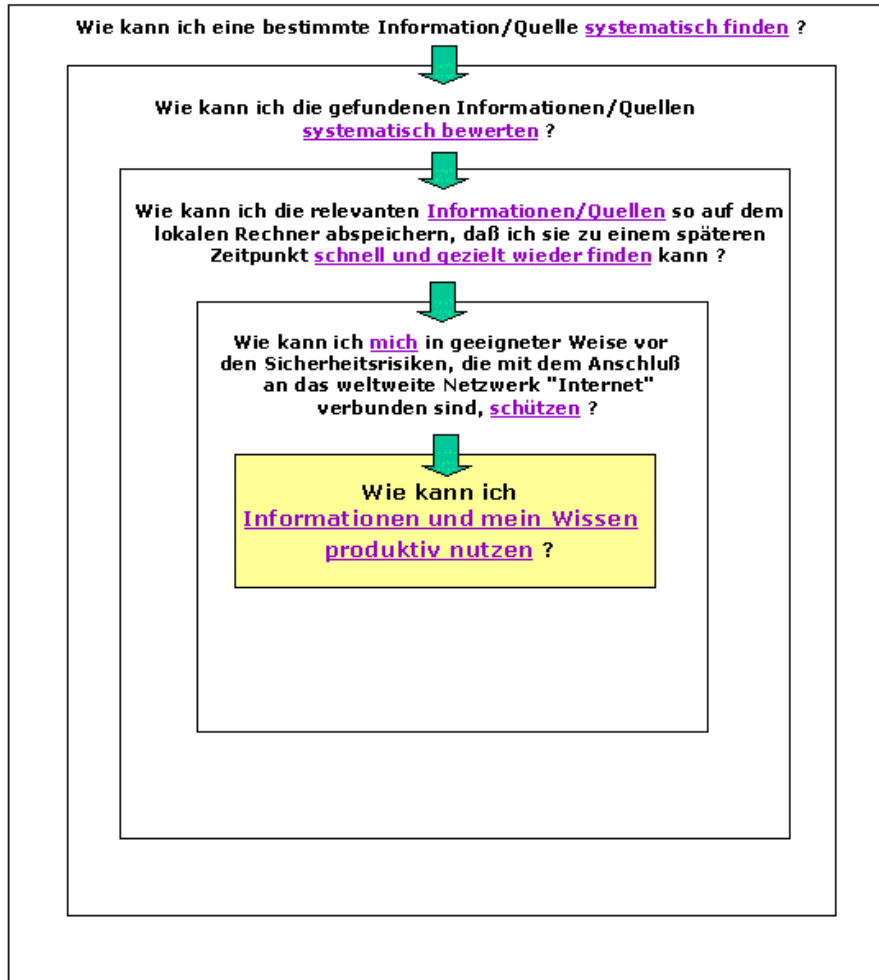 Wie kann ich eine bestimmte Information/Quelle systematisch finden ?
Wie kann ich die gefundenen Informationen/Quellen
systematisch bewerten ?
Wie kann ich die relevanten Informationen/Quellen so auf dem
lokalen Rechner abspeichern, daß ich sie zu einem späteren
Zeitpunkt schnell und gezielt wieder finden kann ?
Wie kann ich mich in geeigneter Weise vor
den Sicherheitsrisiken, die mit dem Anschluß
an das weltweite Netzwerk "Internet"
verbunden sind, schützen ?
Wie kann ich
Informationen und mein Wissen
produktiv nutzen ?